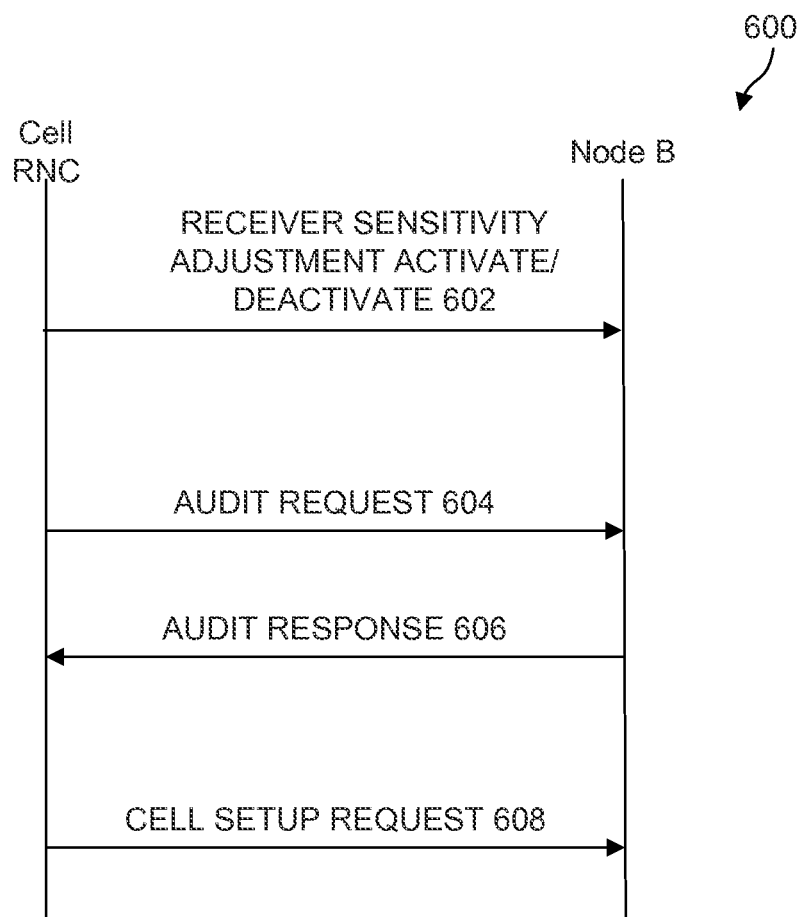 600
Cell
RNC
Node B
RECEIVER SENSITIVITY
ADJUSTMENT ACTIVATE/
DEACTIVATE 602
AUDIT REQUEST 604
AUDIT RESPONSE 606
CELL SETUP REQUEST 608